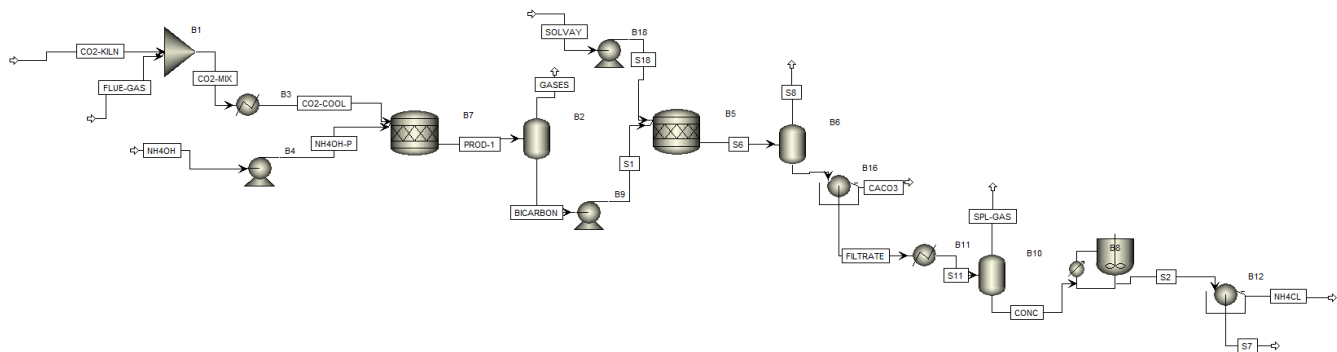 B1
CO2-KILN
FLUE-GAS
CO2-MIX
B3
CO2-COOL
NH4OH
B4
NH4OH-P
B7
PROD-1
GASES
B2
BICARBON
B9
S1
SOLVAY
B18
S18
B5
S6
S8
B6
B16
CACO3
FILTRATE
B11
S11
SPL-GAS
B10
CONC
B8
S2
B12
NH4CL
S7